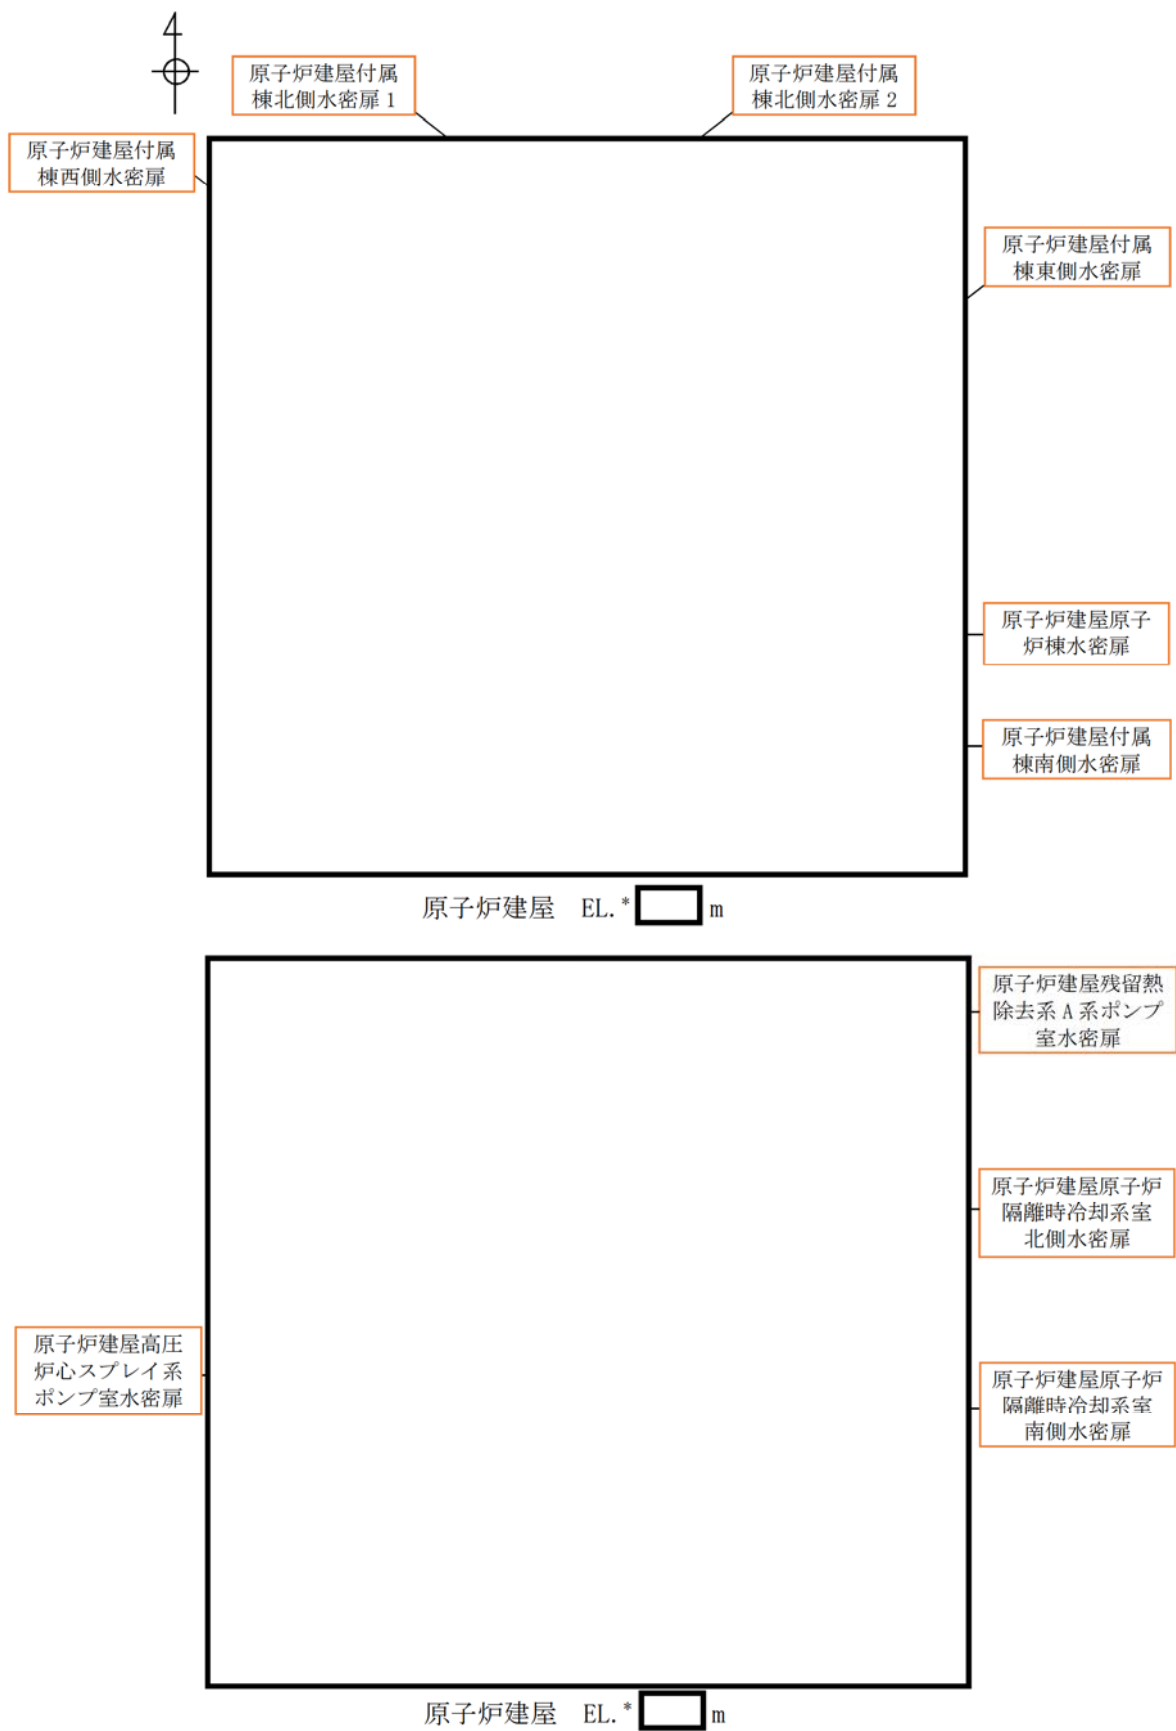 原子炉建屋付属
棟北側水密扉 1
原子炉建屋付属
棟北側水密扉 2
原子炉建屋付属
棟西側水密扉
原子炉建屋付属
棟東側水密扉
原子炉建屋原子
炉棟水密扉
原子炉建屋付属
棟南側水密扉
原子炉建屋 EL.* m
原子炉建屋残留熱
除去系 A 系ポンプ
室水密扉
原子炉建屋原子炉
隔離時冷却系室
北側水密扉
原子炉建屋高圧
炉心スプレイ系
ポンプ室水密扉
原子炉建屋原子炉
隔離時冷却系室
南側水密扉
原子炉建屋 EL.* m